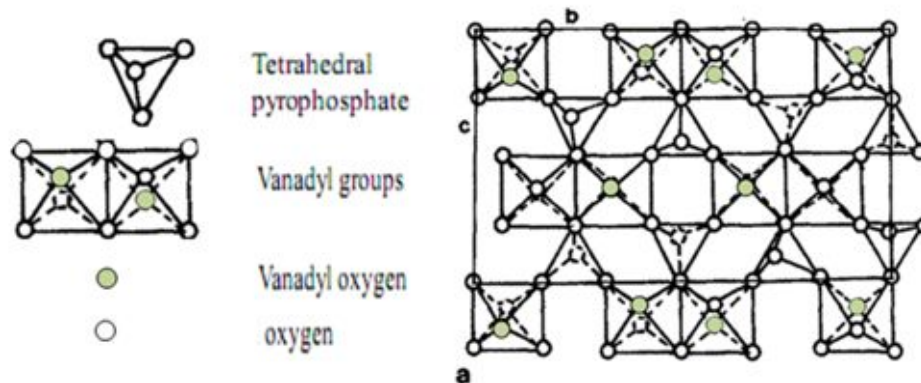 Tetrahedral
pyrophosphate
Vanadyl groups
Vanadyl oxygen
oxygen
b
c
a